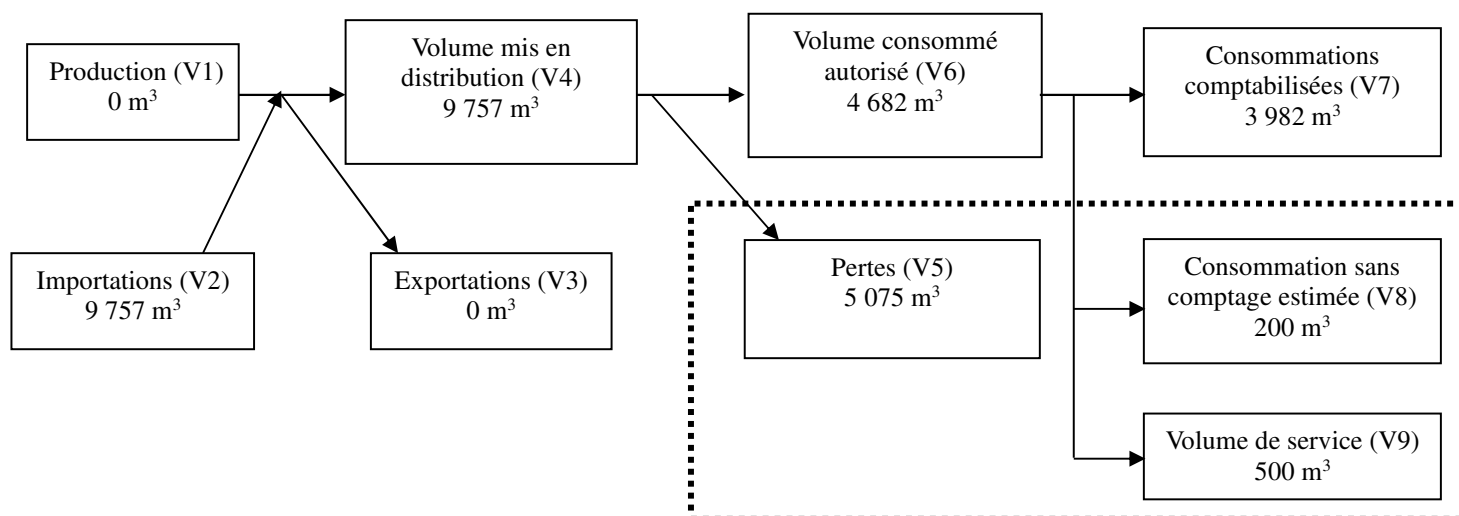 Production (V1)
0 m³
Volume mis en
distribution (V4)
9 757 m³
Volume consommé
autorisé (V6)
4 682 m³
Consommations
comptabilisées (V7)
3 982 m³
Importations (V2)
9 757 m³
Exportations (V3)
0 m³
Pertes (V5)
5 075 m³
Consommation sans
comptage estimée (V8)
200 m³
Volume de service (V9)
500 m³